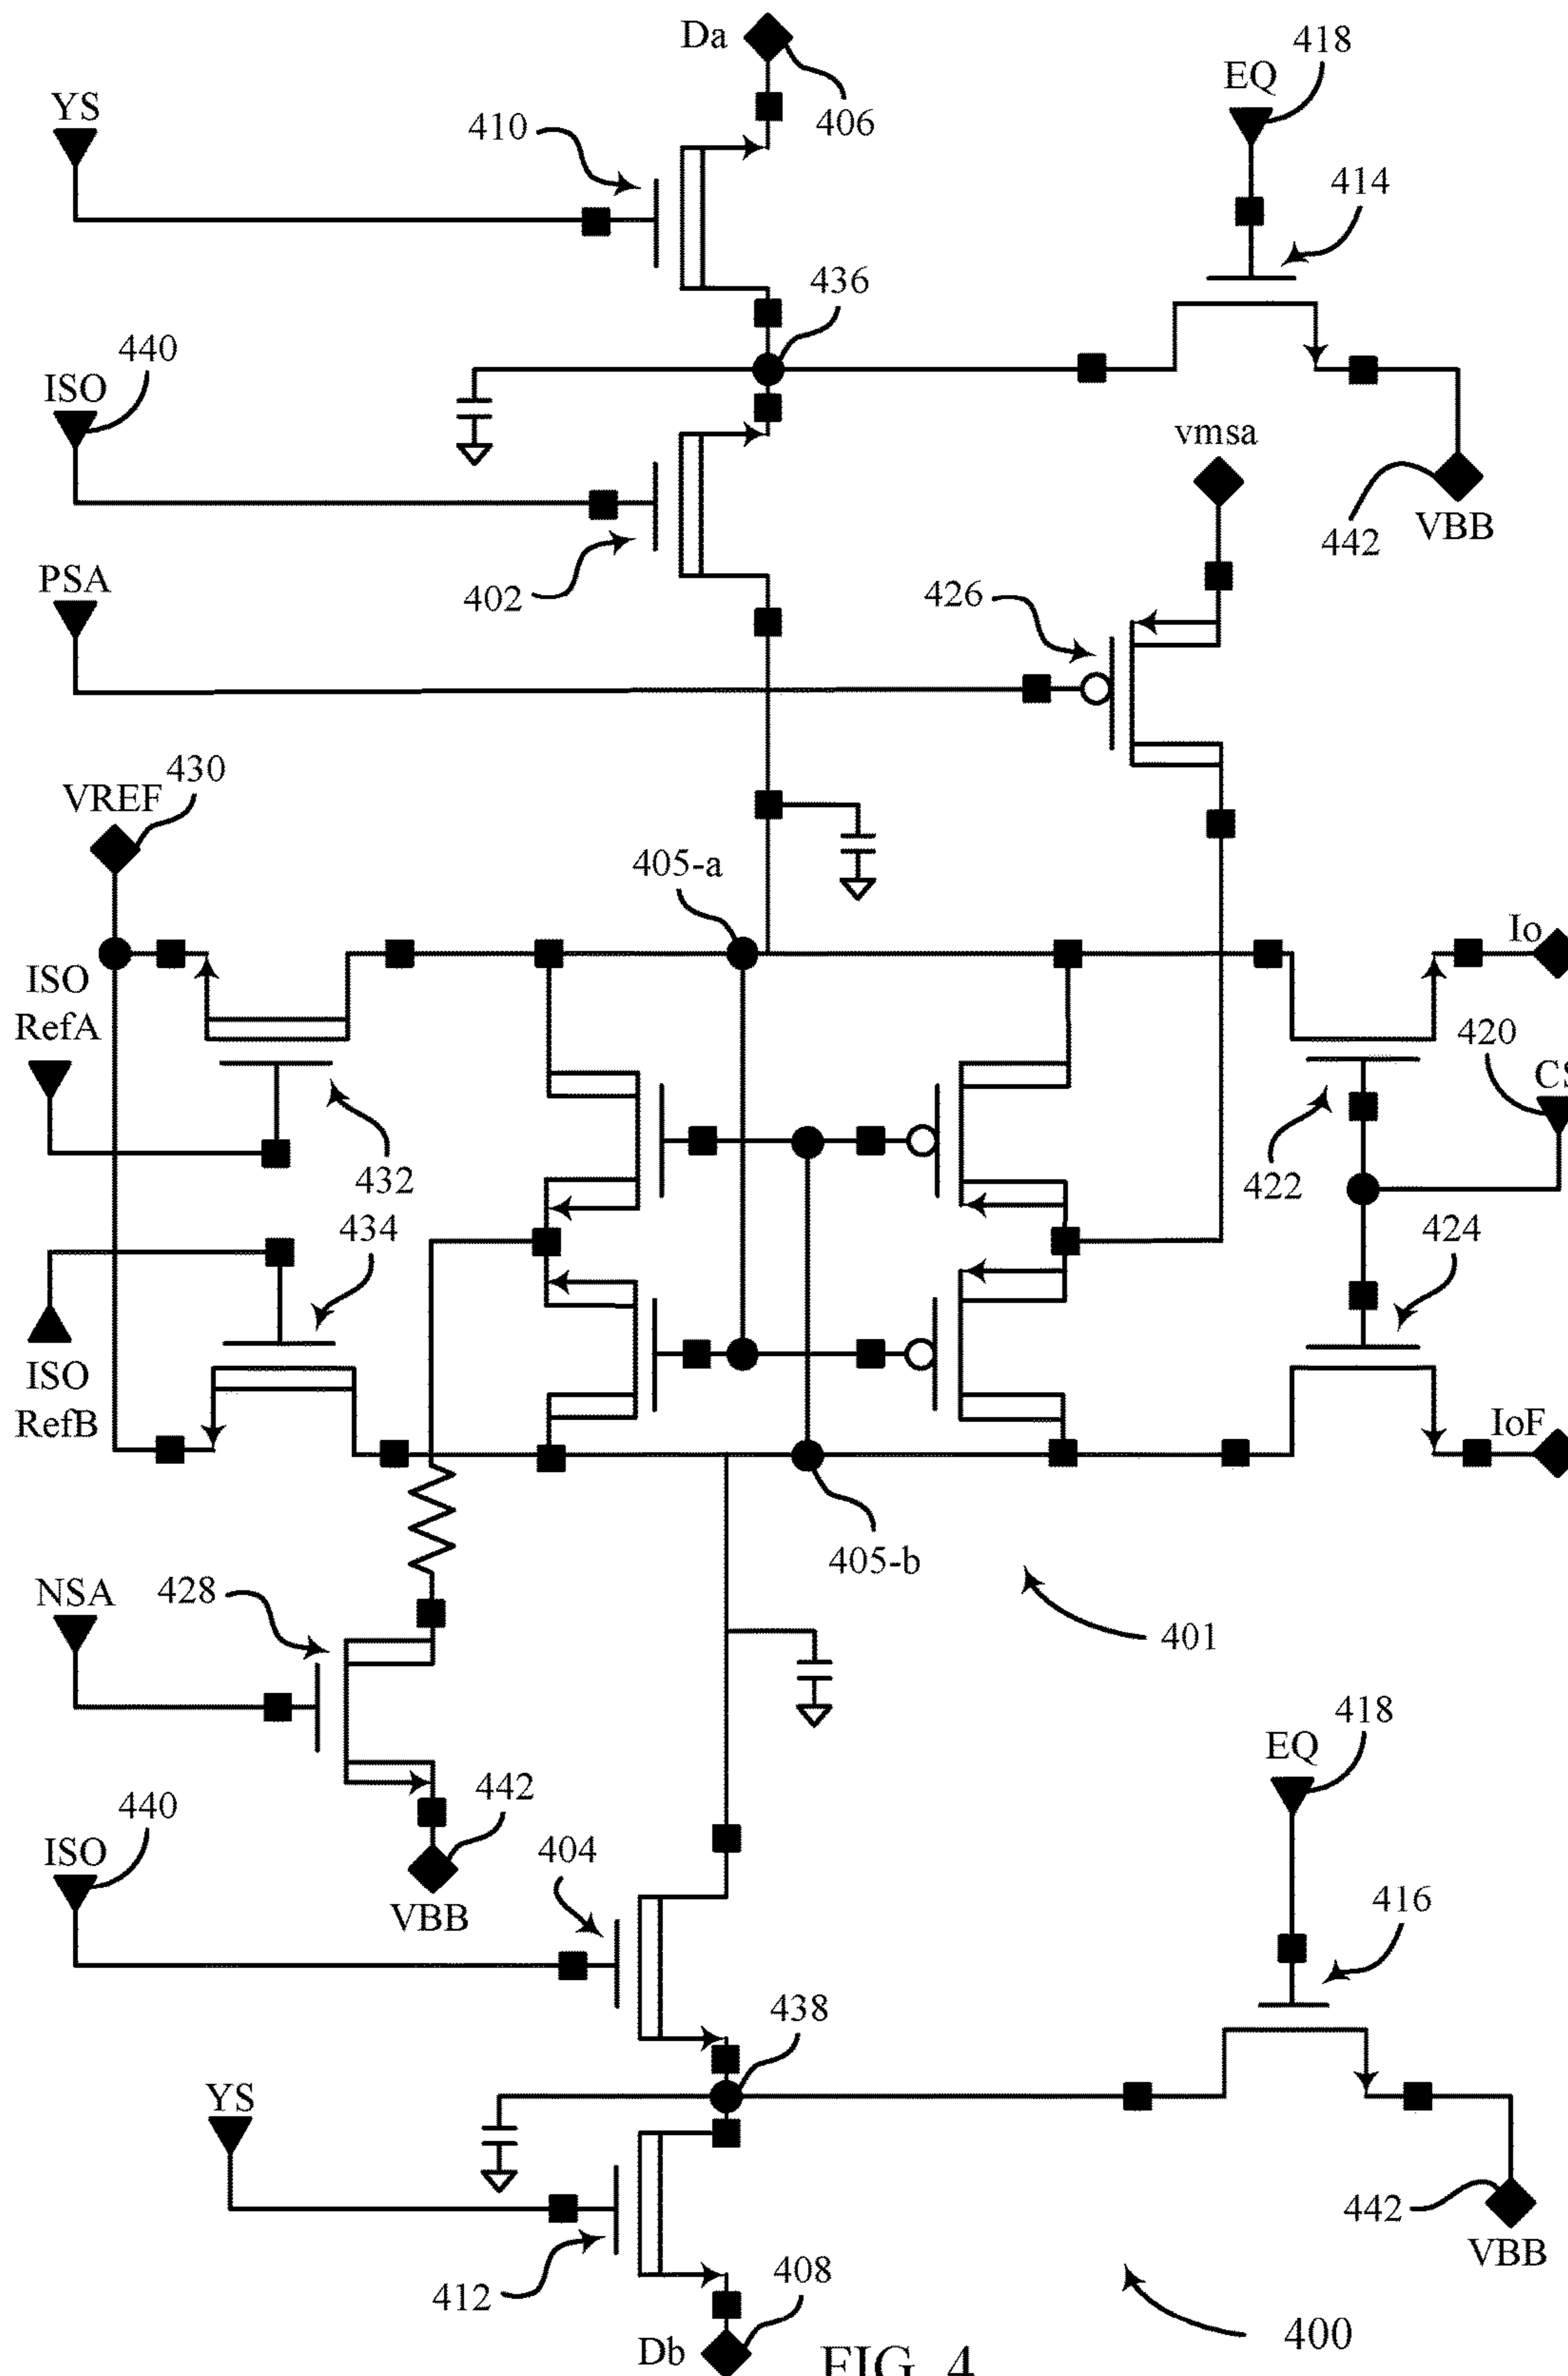 Da
418
EQ
YS
410
406
414
436
440
ISO
vmsa
442
VBB
PSA
402
426
430
VREF
405-a
Io
ISO
RefA
420
CS
432
422
434
424
ISO
RefB
IoF
405-b
NSA
428
401
418
EQ
440
442
ISO
404
VBB
416
438
YS
442
VBB
412
408
Db
400
FIG. 4